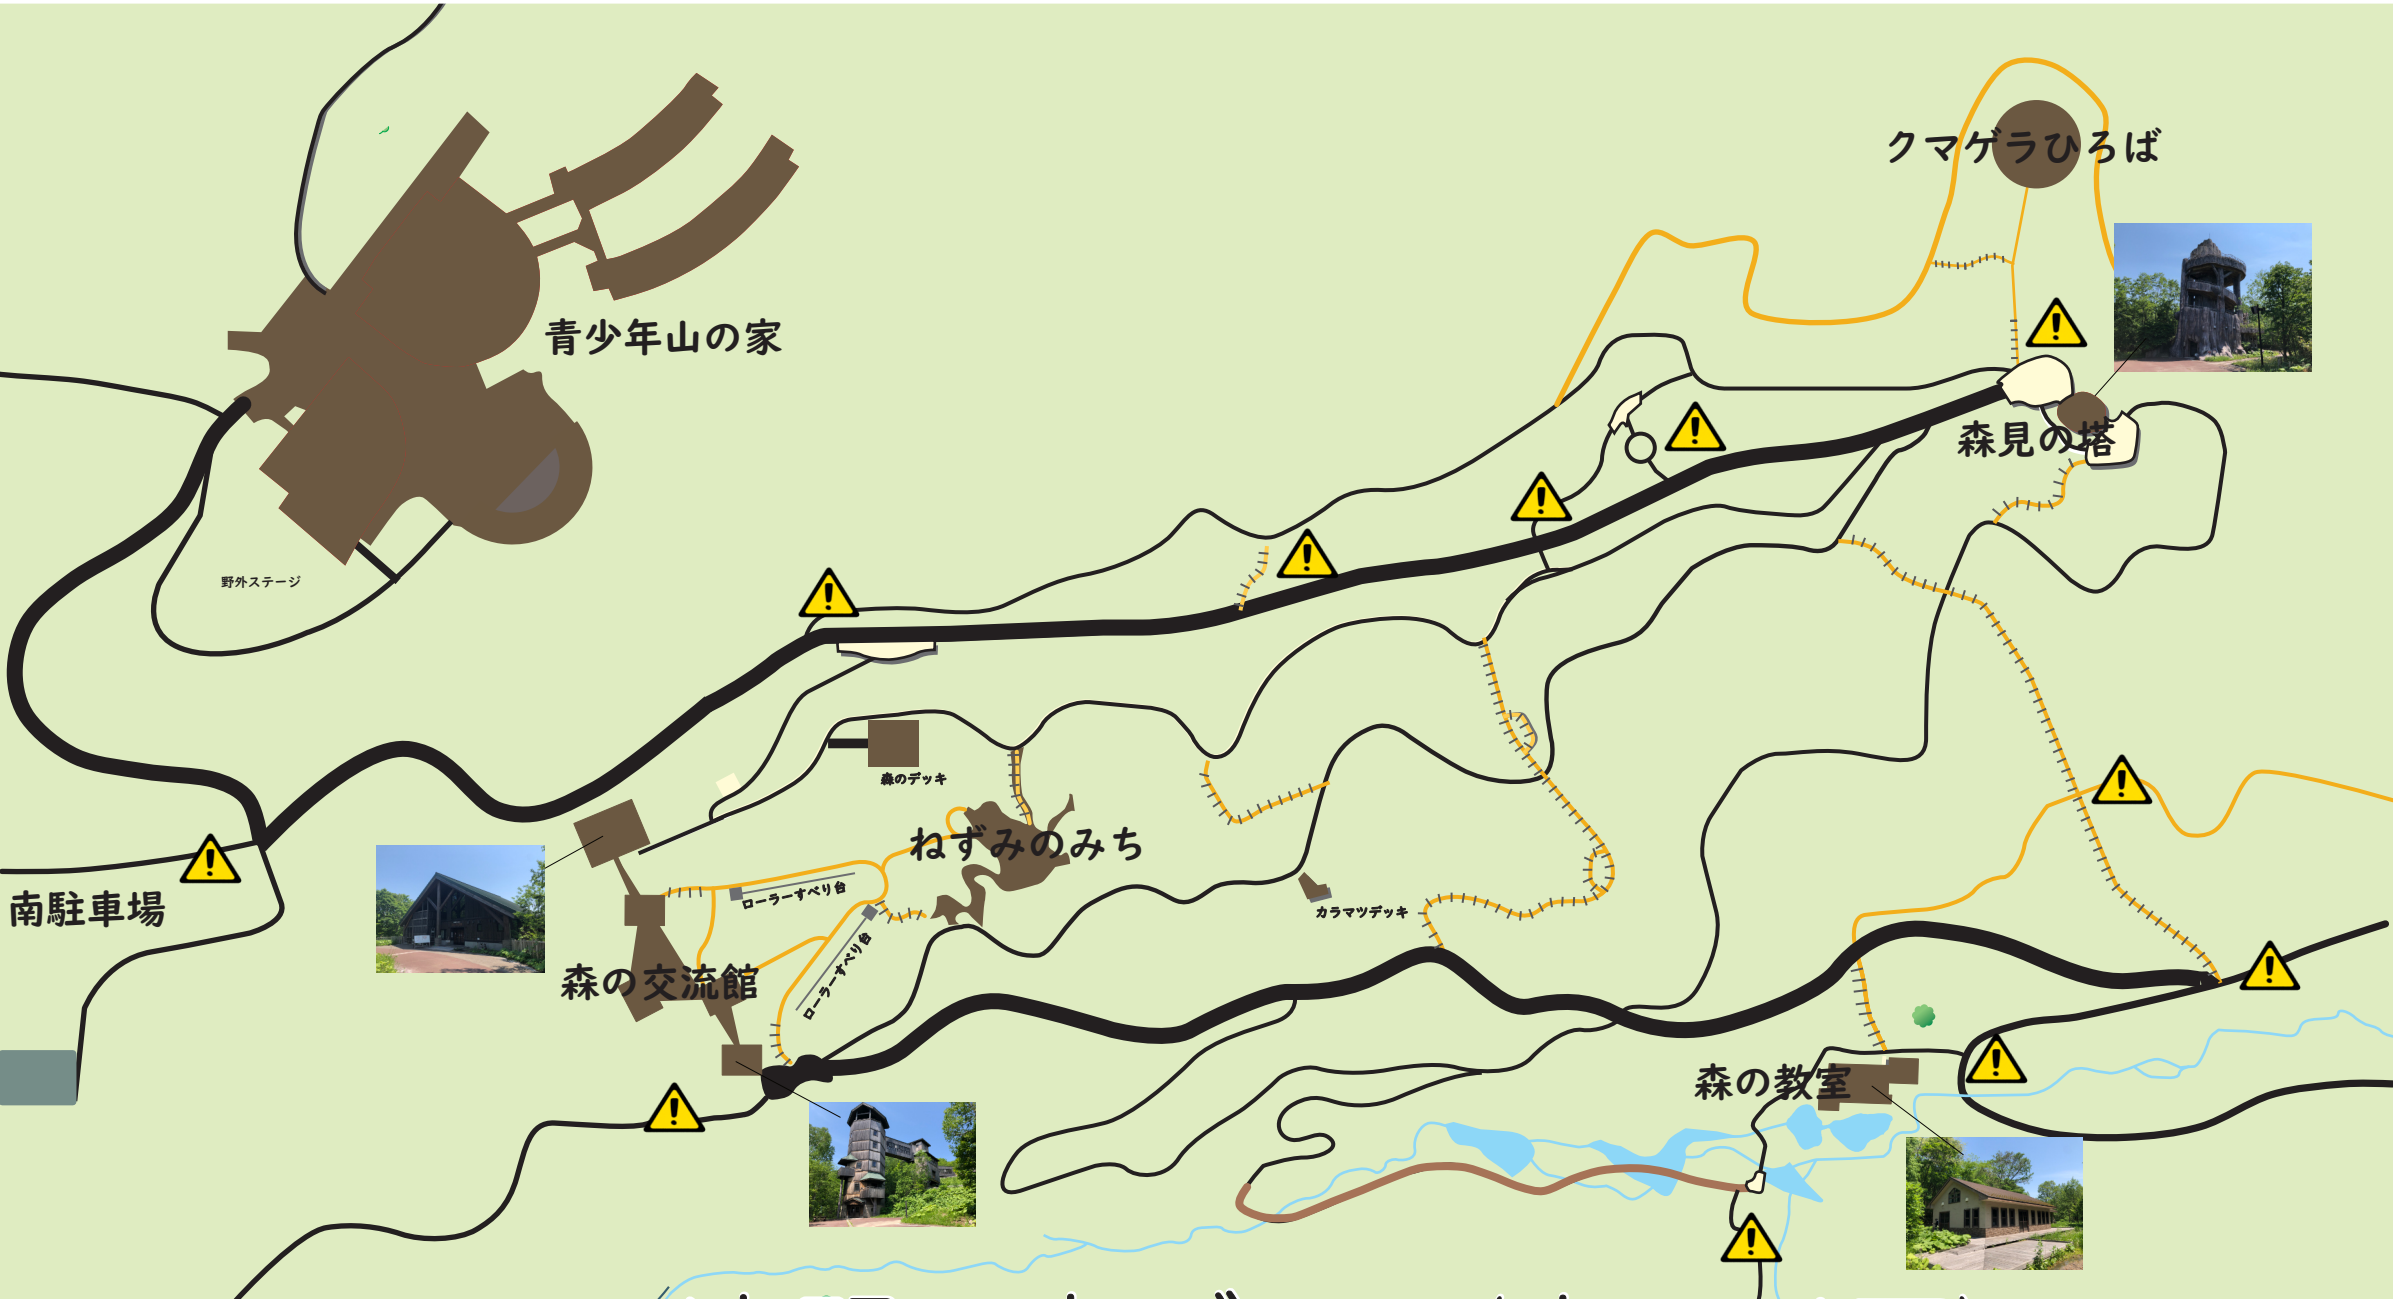 クマゲラひろば
青少年山の家
森見の塔
野外ステージ
森のデッキ
ねずみのみち
ローラーすべり台
南駐車場
カラマツデッキ
ローラーすべり台
森の交流館
森の教室